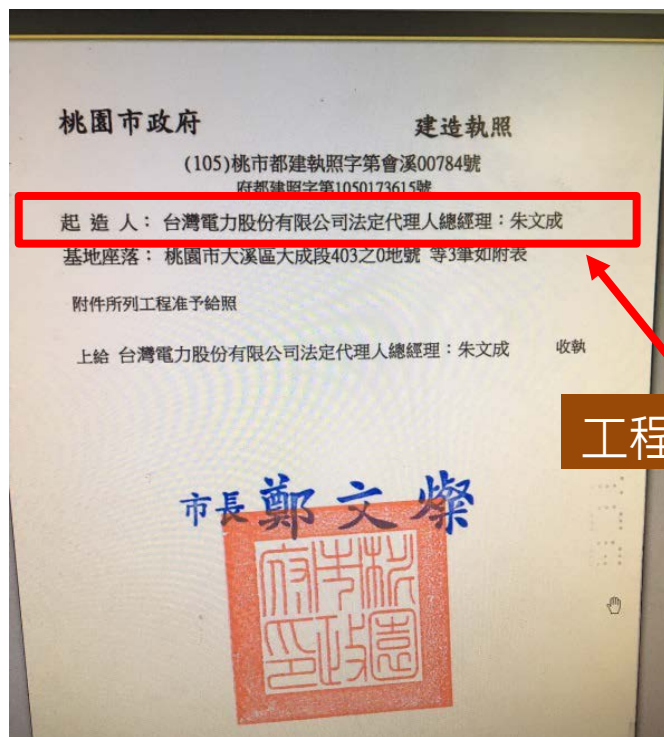 桃園市政府 建造執照
(105)桃市都建執照字第會溪00784號
府都建照字第1050173615號
起造人：台灣電力股份有限公司法定代理人總經理：朱文成
基地座落：桃園市大溪區大成段403之0地號 等3筆如附表
附件所列工程准予給照
上給 台灣電力股份有限公司法定代理人總經理：朱文成 收執
工程
市長 鄭文燦
桃園市政府印